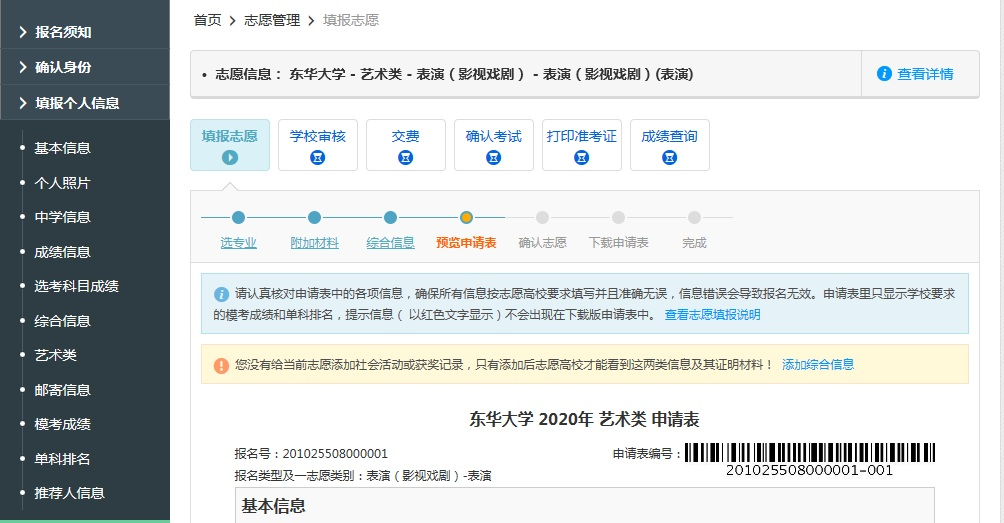 报名须知
确认身份
填报个人信息
基本信息
个人照片
中学信息
成绩信息
选考科目成绩
综合信息
艺术类
邮寄信息
模考成绩
单科排名
推荐人信息
首页 > 志愿管理 > 填报志愿
• 志愿信息： 东华大学 - 艺术类 - 表演（影视戏剧） - 表演（影视戏剧）(表演)
查看详情
填报志愿 学校审核 交费 确认考试 打印准考证 成绩查询
选专业 附加材料 综合信息 预览申请表 确认志愿 下载申请表 完成
请认真核对申请表中的各项信息，确保所有信息按志愿高校要求填写并且准确无误，信息错误会导致报名无效。申请表里只显示学校要求
的模考成绩和单科排名，提示信息（ 以红色文字显示）不会出现在下载版申请表中。 查看志愿填报说明
您没有给当前志愿添加社会活动或获奖记录，只有添加后志愿高校才能看到这两类信息及其证明材料！ 添加综合信息
东华大学 2020年 艺术类 申请表
报名号：201025508000001
申请表编号：
201025508000001-001
报名类型及一志愿类别：表演（影视戏剧）-表演
基本信息